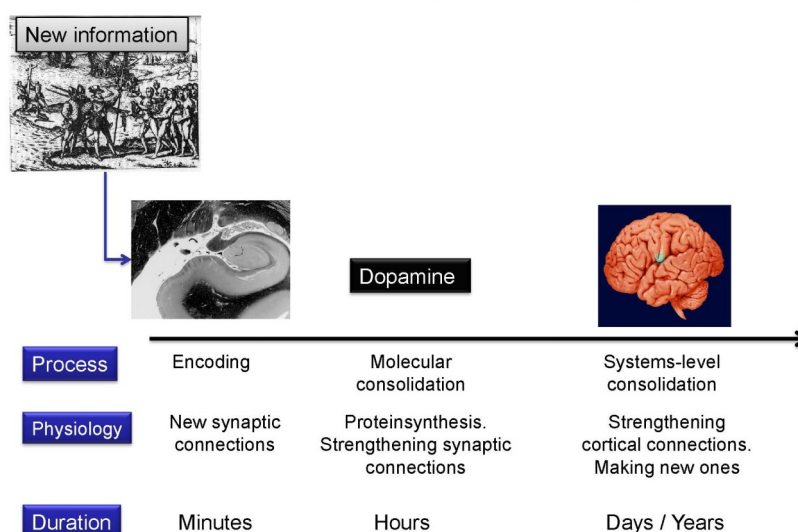 New information
Dopamine
Process
Encoding
Molecular
consolidation
Systems-level
consolidation
Physiology
New synaptic
connections
Proteinsynthesis.
Strengthening synaptic
connections
Strengthening
cortical connections.
Making new ones
Duration
Minutes
Hours
Days / Years